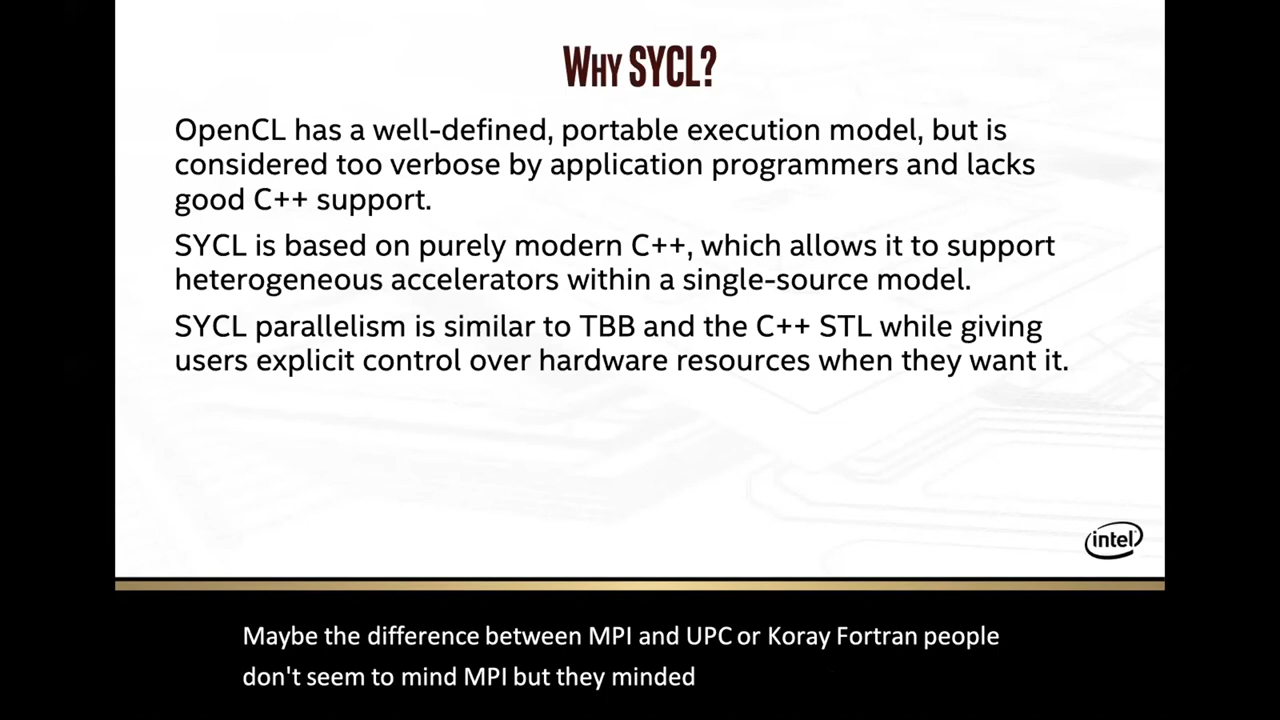 WHY SYCL?
OpenCL has a well-defined, portable execution model, but is
considered too verbose by application programmers and lacks
good C++ support.
SYCL is based on purely modern C++, which allows it to support
heterogeneous accelerators within a single-source model.
SYCL parallelism is similar to TBB and the C++ STL while giving
users explicit control over hardware resources when they want it.
intel
Maybe the difference between MPI and UPC or Koray Fortran people
don't seem to mind MPI but they minded